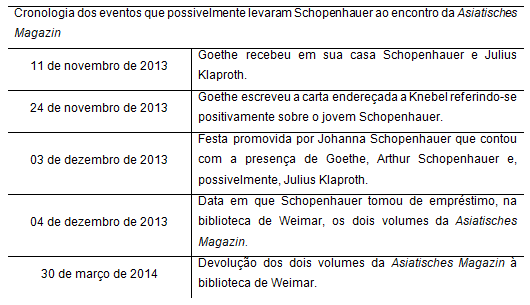 Cronologia dos eventos que possivelmente levaram Schopenhauer ao encontro da Asiatisches
Magazin
11 de novembro de 2013
Goethe recebeu em sua casa Schopenhauer e Julius
Klaproth.
24 de novembro de 2013
Goethe escreveu a carta endereçada a Knebel referindo-se
positivamente sobre o jovem Schopenhauer.
03 de dezembro de 2013
Festa promovida por Johanna Schopenhauer que contou
com a presença de Goethe, Arthur Schopenhauer e,
possivelmente, Julius Klaproth.
04 de dezembro de 2013
Data em que Schopenhauer tomou de empréstimo, na
biblioteca de Weimar, os dois volumes da Asiatisches
Magazin.
30 de março de 2014
Devolução dos dois volumes da Asiatisches Magazin à
biblioteca de Weimar.